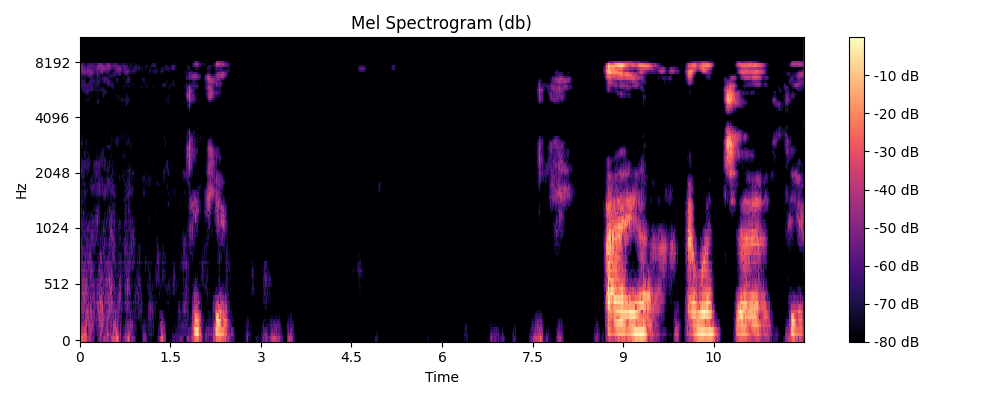 Mel Spectrogram (db)
8192
4096
2048
1024
512
0
Hz
0 1.5 3 4.5 6 7.5 9 10
Time
-10 dB
-20 dB
-30 dB
-40 dB
-50 dB
-60 dB
-70 dB
-80 dB